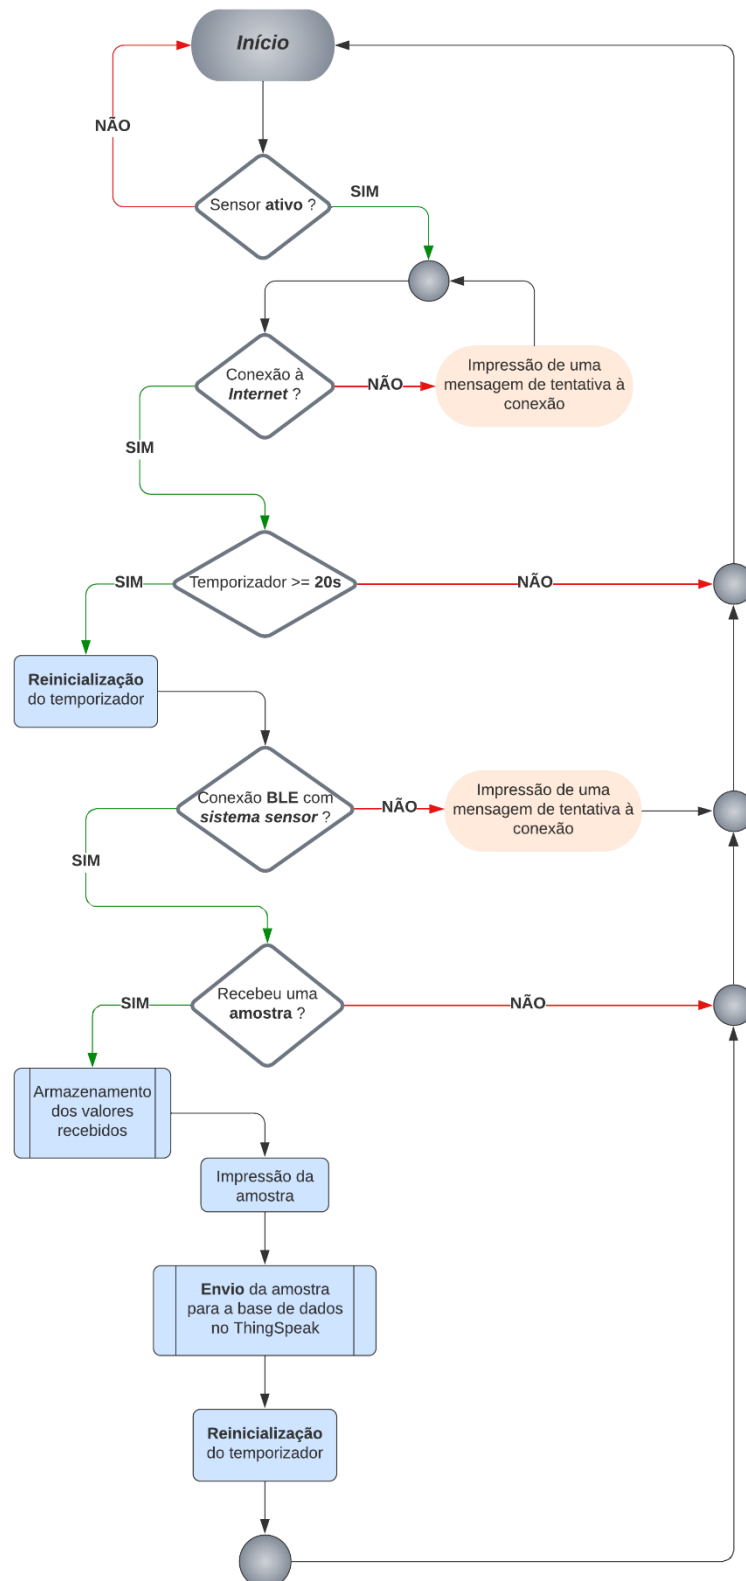 Início
NÃO
Sensor ativo ?
SIM
Conexão à
Internet ?
NÃO
Impressão de uma
mensagem de tentativa à
conexão
SIM
Temporizador >= 20s
SIM
NÃO
Reinicialização
do temporizador
Conexão BLE com
sistema sensor ?
NÃO
Impressão de uma
mensagem de tentativa à
conexão
SIM
Recebeu uma
amostra ?
SIM
NÃO
Armazenamento
dos valores
recebidos
Impressão da
amostra
Envio da amostra
para a base de dados
no ThingSpeak
Reinicialização
do temporizador